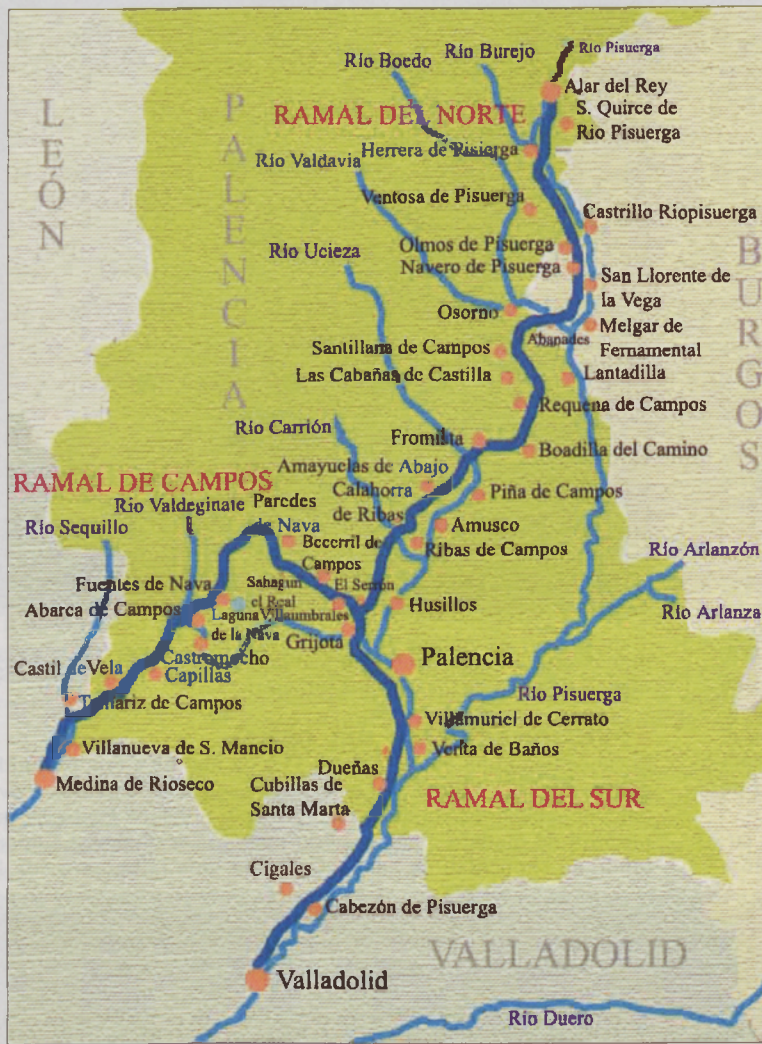 Río Pisuerga
Río Burejo
Río Boedo
Alar del Rey
S. Quirce de
Rio Pisuerga
RAMAL DEL NORTE
LEÓN
PALENCIA
Río Valdavia
Herrera de Pisierga
Ventosa de Pisuerga
Castrillo Riopisuerga
Río Ucieza
Olmos de Pisuerga
Navero de Pisuerga
BURGOS
San Llorente de
la Vega
Osorno
Abanades
Melgar de
Fernamental
Santillana de Campos
Las Cabañas de Castilla
Lantadilla
Requena de Campos
Río Carrión
Fromista
Boadilla del Camino
Amayuelas de Abajo
RAMAL DE CAMPOS
Calahorra
de Ribas
Piña de Campos
Río Valdeginate
Paredes
de Nava
Río Sequillo
Amusco
Becerril de
Campos
Ribas de Campos
Río Arlanzón
Fuentes de Nava
Sahagun
el Real
El Serrón
Abarca de Campos
Husillos
Río Arlanza
Laguna
de la Nava
Villaumbrales
Grijota
Castromocho
Palencia
Castil de Vela
Capillas
Tamariz de Campos
Río Pisuerga
Villamuriel de Cerrato
Villanueva de S. Mancio
Venta de Baños
Medina de Rioseco
Dueñas
Cubillas de
Santa Marta
RAMAL DEL SUR
Cigales
Cabezón de Pisuerga
VALLADOLID
Valladolid
Río Duero